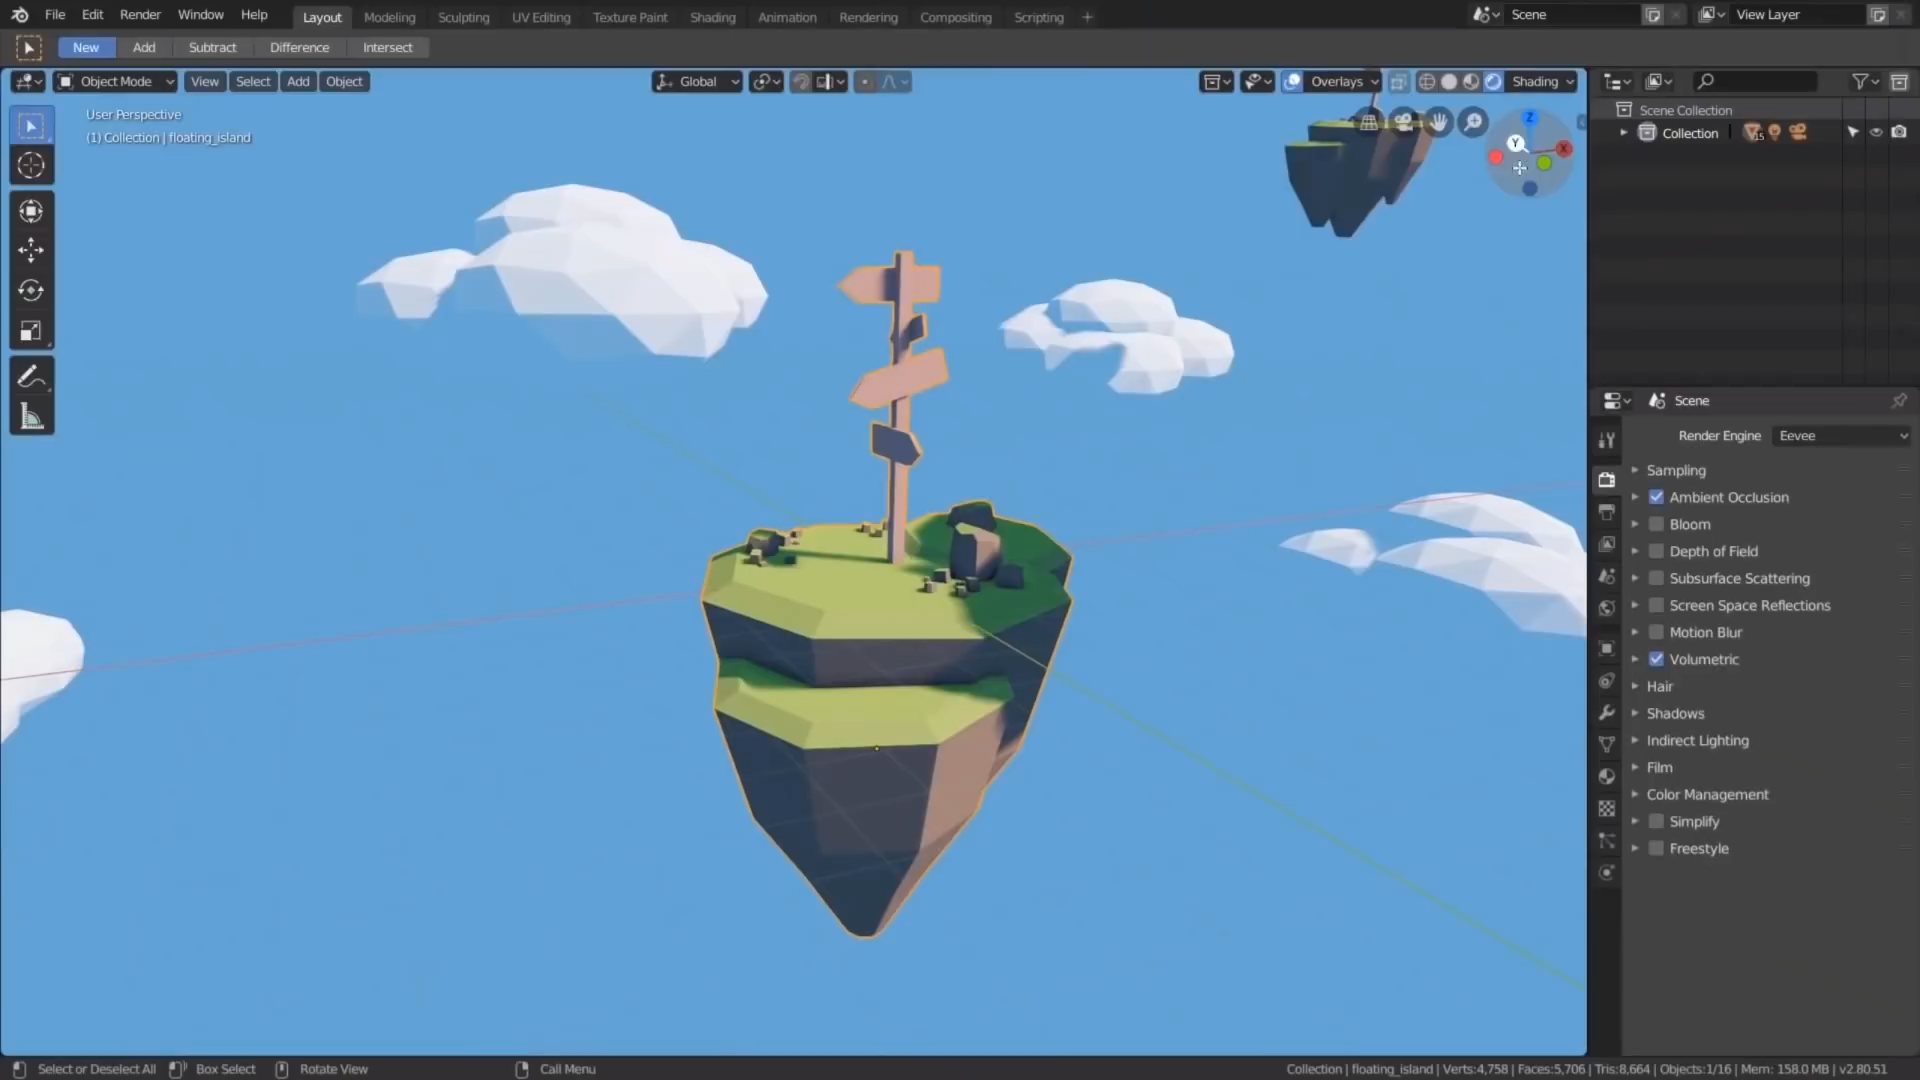 File Edit Render Window Help Layout Modeling Sculpting UV Editing Texture Paint Shading Animation Rendering Compositing Scripting + Scene View Layer
New Add Subtract Difference Intersect
Object Mode View Select Add Object Global Overlays Shading
User Perspective
(1) Collection | floating_island
Z
Y
X
Scene Collection
Collection 15
Scene
Render Engine Eevee
Sampling
Ambient Occlusion
Bloom
Depth of Field
Subsurface Scattering
Screen Space Reflections
Motion Blur
Volumetric
Hair
Shadows
Indirect Lighting
Film
Color Management
Simplify
Freestyle
Select or Deselect All Box Select Rotate View Call Menu Collection | floating_island | Verts:4,758 | Faces:5,706 | Tris:8,664 | Objects:1/16 | Mem: 158.0 MB | v2.80.51